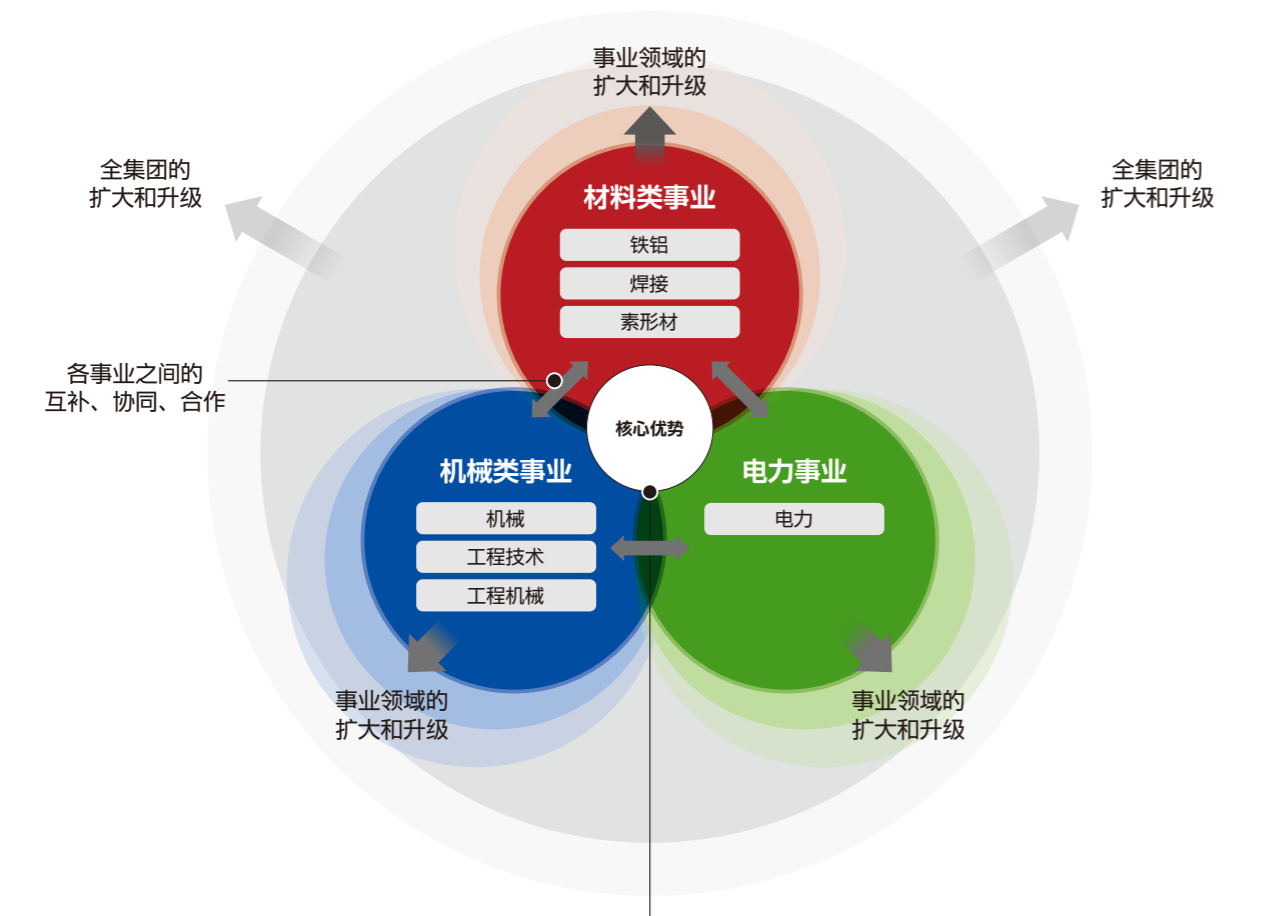 事业领域的
扩大和升级
全集团的
扩大和升级
全集团的
扩大和升级
材料类事业
铁铝
焊接
素形材
各事业之间的
互补、协同、合作
核心优势
机械类事业
机械
工程技术
工程机械
电力事业
电力
事业领域的
扩大和升级
事业领域的
扩大和升级